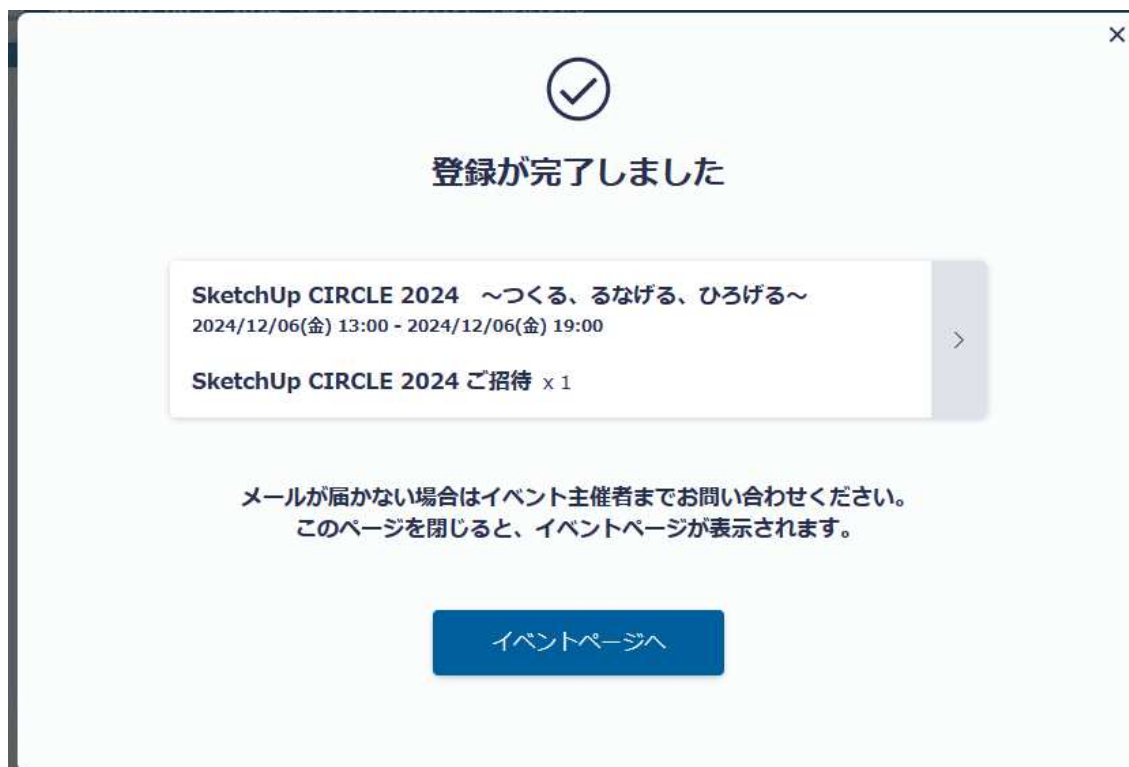 登録が完了しました
SketchUp CIRCLE 2024　～つくる、るなげる、ひろげる～
2024/12/06(金) 13:00 - 2024/12/06(金) 19:00
SketchUp CIRCLE 2024 ご招待 x 1
メールが届かない場合はイベント主催者までお問い合わせください。
このページを閉じると、イベントページが表示されます。
イベントページへ